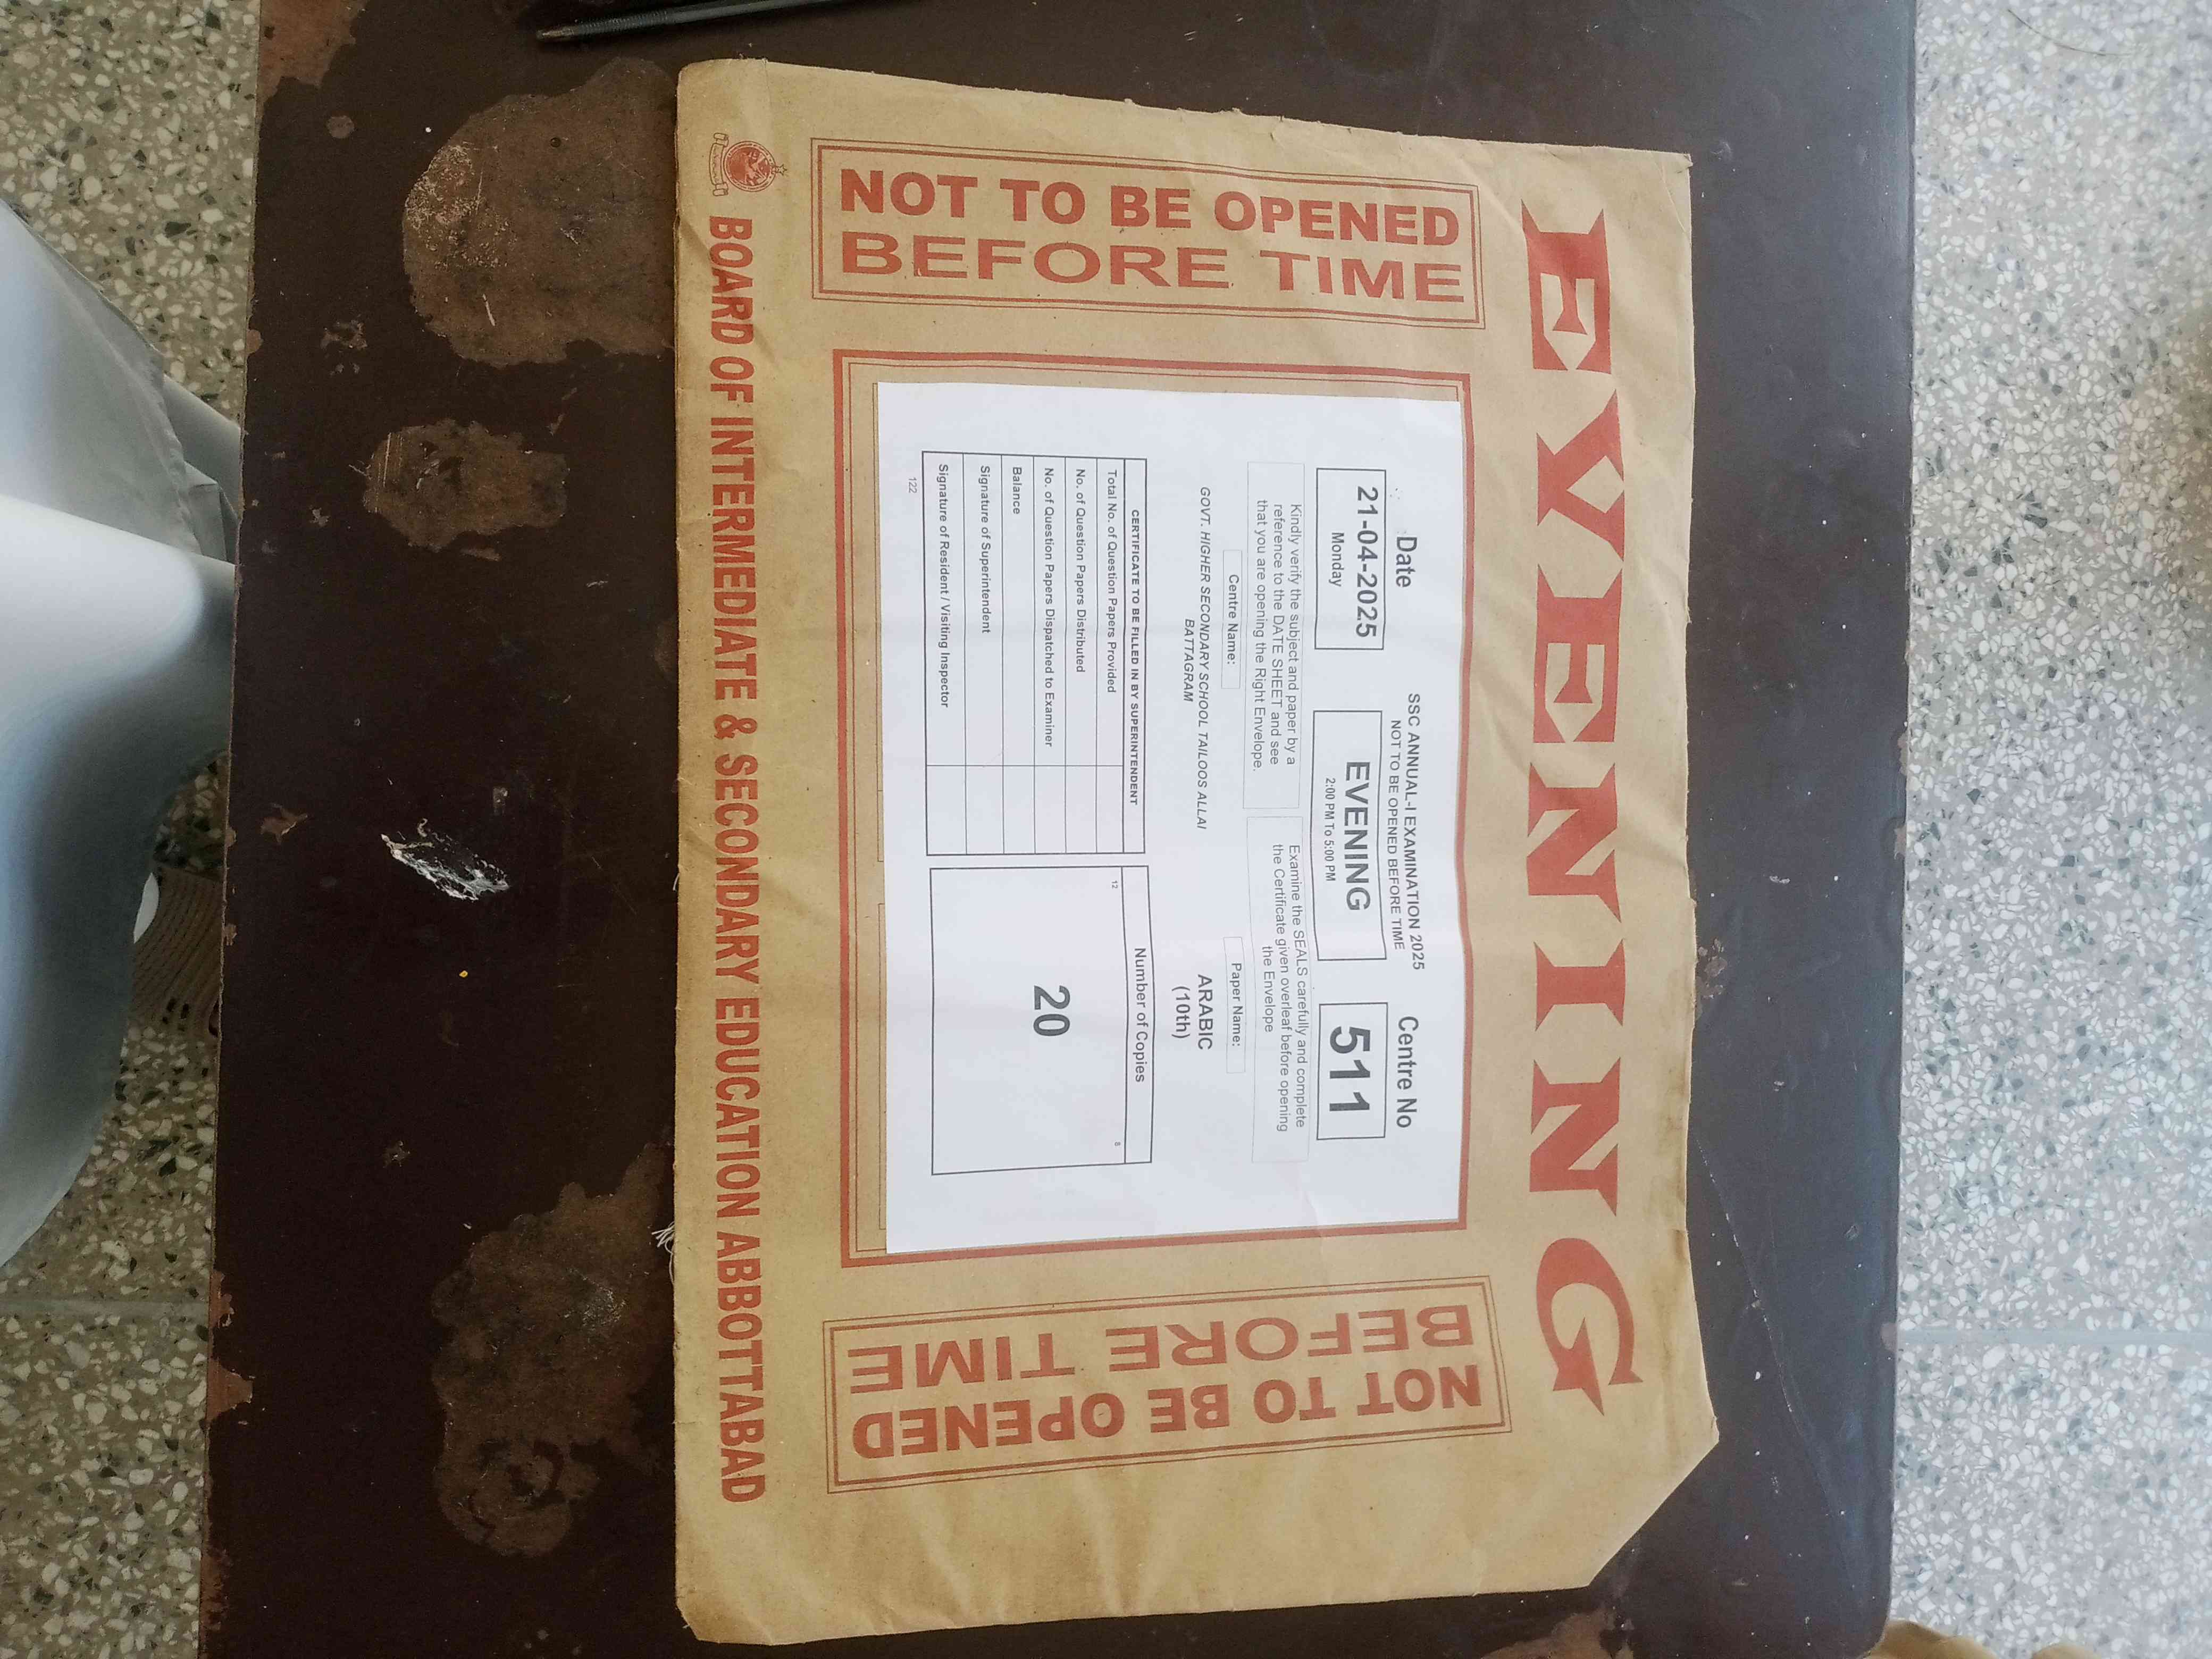 EVENING
NOT TO BE OPENED
BEFORE TIME
SSC ANNUAL-I EXAMINATION 2025
NOT TO BE OPENED BEFORE TIME
Date
21-04-2025
Monday
EVENING
2:00 PM To 5:00 PM
Centre No
511
Kindly verify the subject and paper by a
reference to the DATE SHEET and see
that you are opening the Right Envelope.
Examine the SEALS carefully and complete
the Certificate given overleaf before opening
the Envelope
Centre Name:
GOVT. HIGHER SECONDARY SCHOOL TAILOOS ALLAI
BATTAGRAM
Paper Name:
ARABIC
(10th)
CERTIFICATE TO BE FILLED IN BY SUPERINTENDENT
Total No. of Question Papers Provided
No. of Question Papers Distributed
No. of Question Papers Dispatched to Examiner
Balance
Signature of Superintendent
Signature of Resident / Visiting Inspector
122
Number of Copies
12
8
20
NOT TO BE OPENED
BEFORE TIME
BOARD OF INTERMEDIATE & SECONDARY EDUCATION ABBOTTABAD